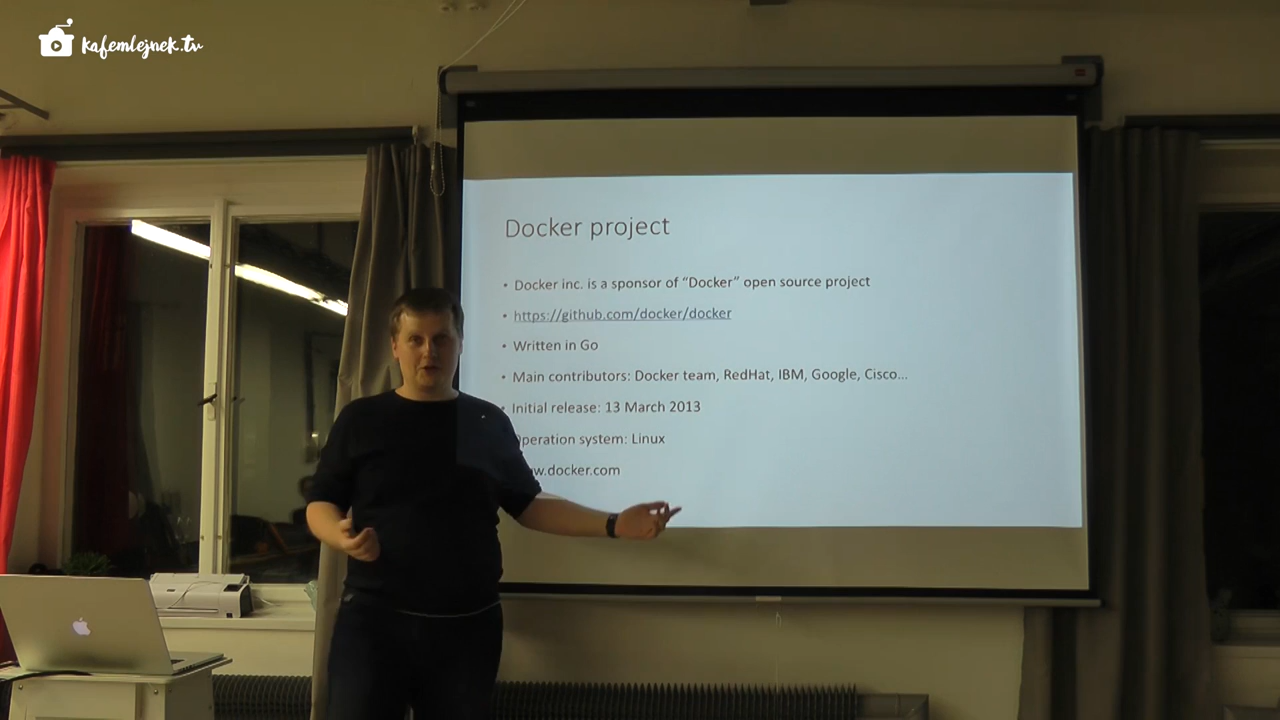 kafemlejnek.tv
Docker project
• Docker inc. is a sponsor of “Docker” open source project
• https://github.com/docker/docker
• Written in Go
• Main contributors: Docker team, RedHat, IBM, Google, Cisco...
• Initial release: 13 March 2013
peration system: Linux
w.docker.com